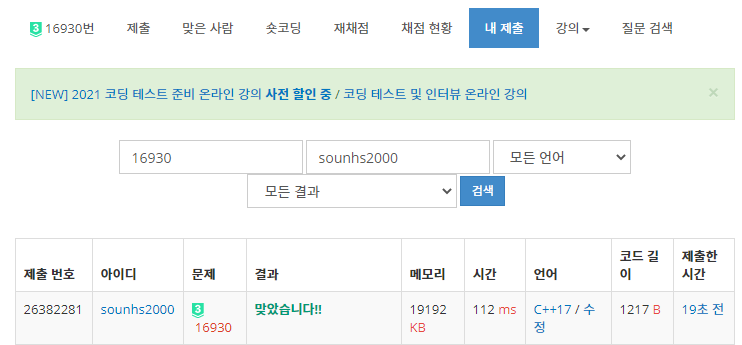 3 16930번 제출 맞은 사람 숏코딩 재채점 채점 현황 내 제출 강의 질문 검색
[NEW] 2021 코딩 테스트 준비 온라인 강의 사전 할인 중 / 코딩 테스트 및 인터뷰 온라인 강의 ×
16930 sounhs2000 모든 언어
모든 결과 검색
제출 번호 아이디 문제 결과 메모리 시간 언어 코드 길이 제출한 시간
26382281 sounhs2000 3 16930 맞았습니다!! 19192 KB 112 ms C++17 / 수정 1217 B 19초 전